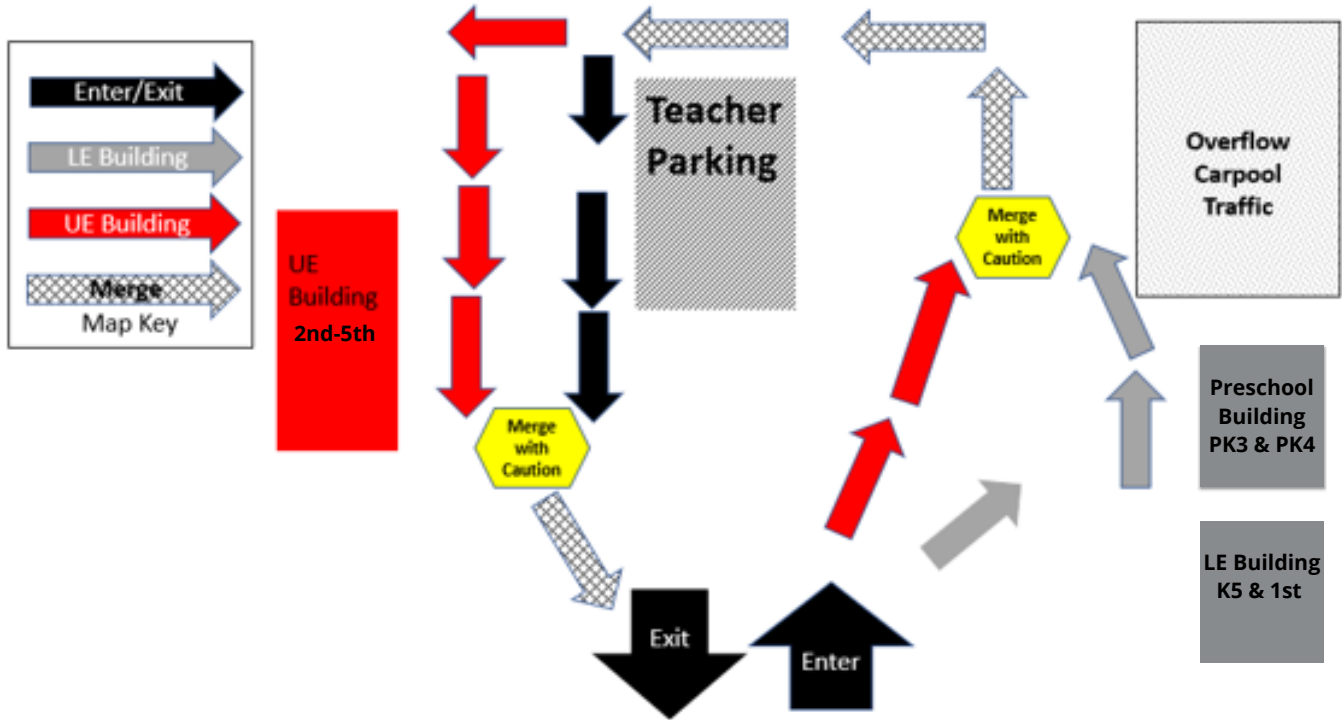 Enter/Exit
LE Building
UE Building
Merge
Map Key
UE
Building
2nd-5th
Teacher
Parking
Merge
with
Caution
Overflow
Carpool
Traffic
Merge
with
Caution
Preschool
Building
PK3 & PK4
LE Building
K5 & 1st
Exit
Enter